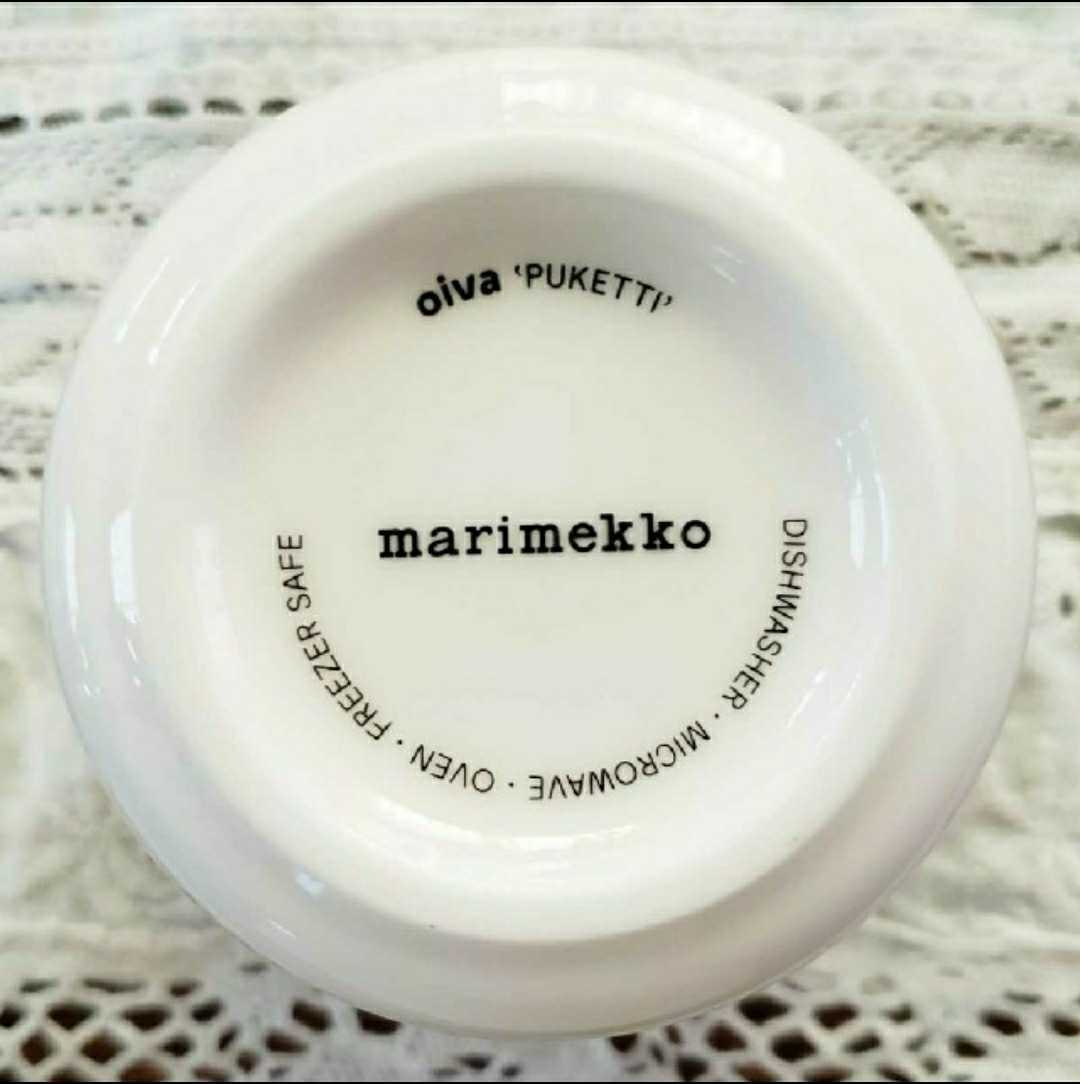 oiva ‘PUKETTI’
marimekko
DISHWASHER · MICROWAVE · OVEN · FREEZER SAFE